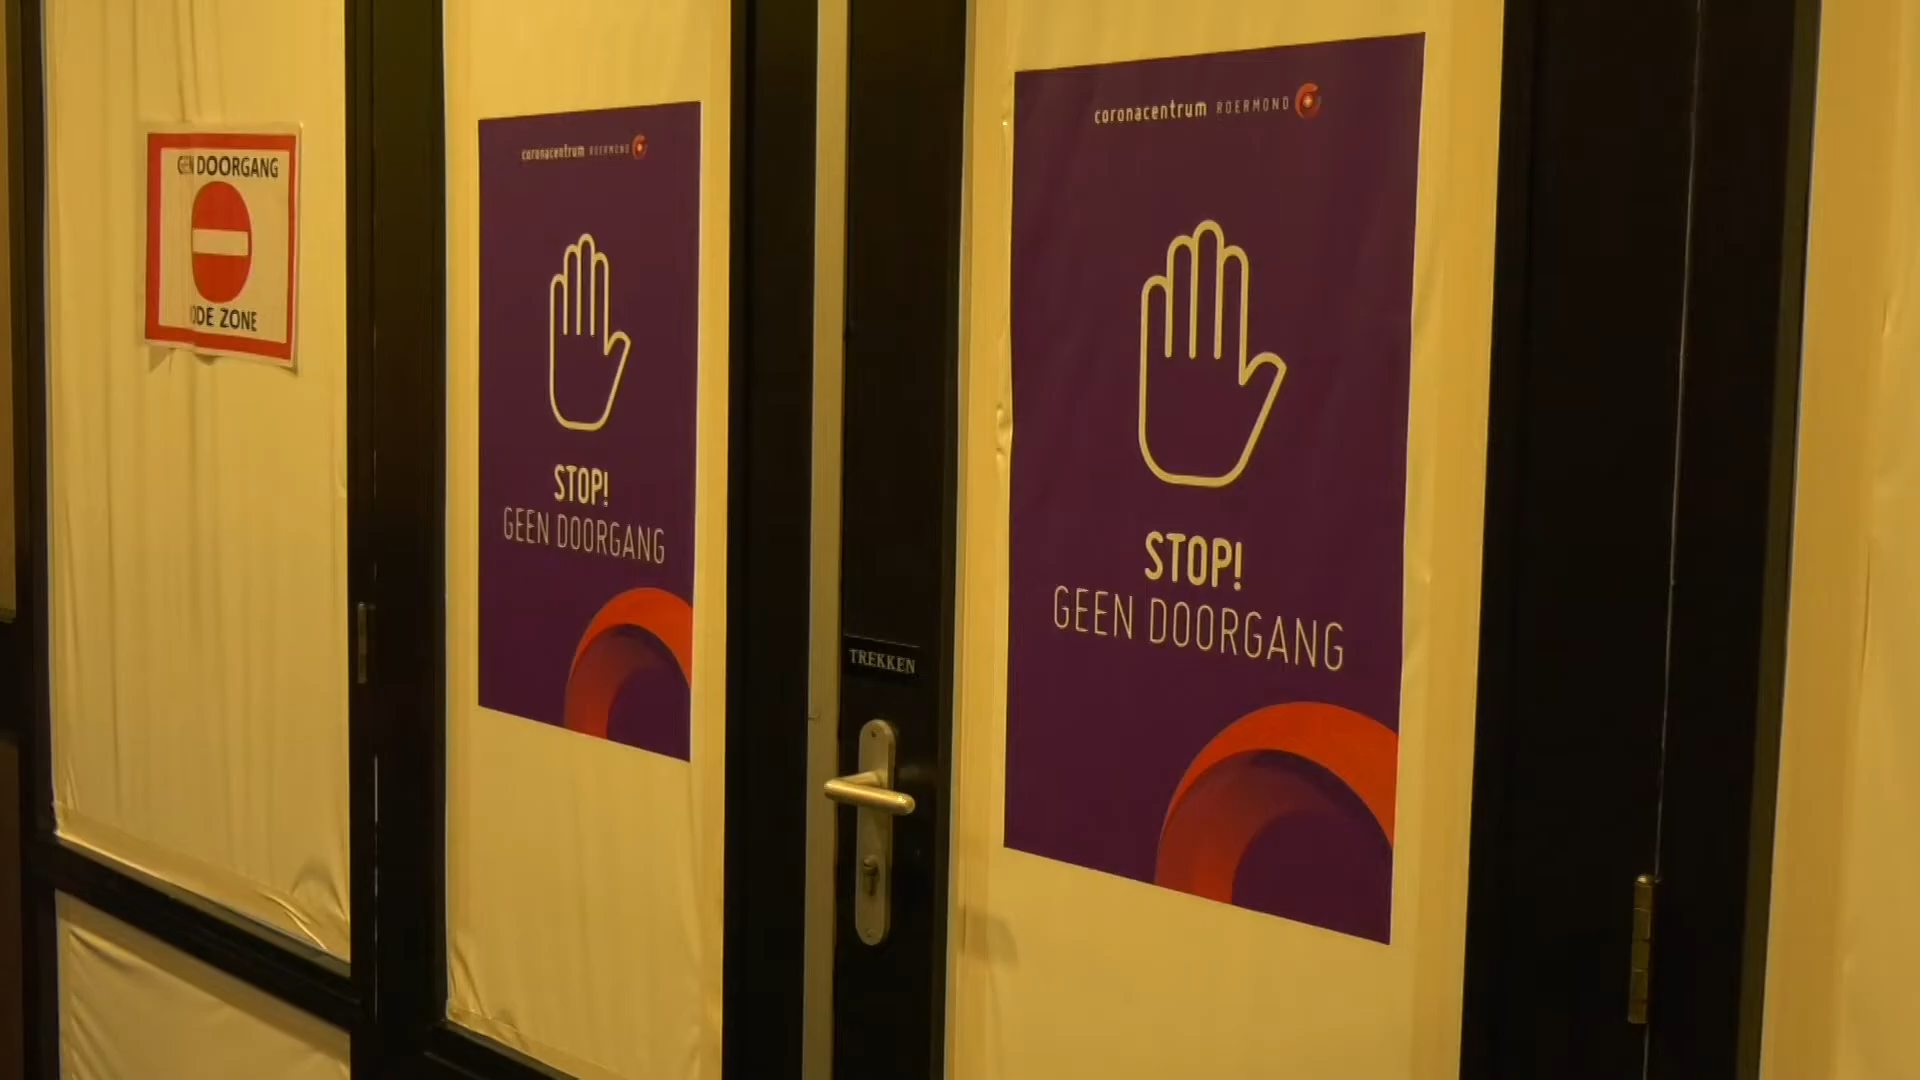 DOORGANG
ZONE
coronacentrum ROERMOND
STOP!
GEEN DOORGANG
TREKKEN
coronacentrum ROERMOND
STOP!
GEEN DOORGANG